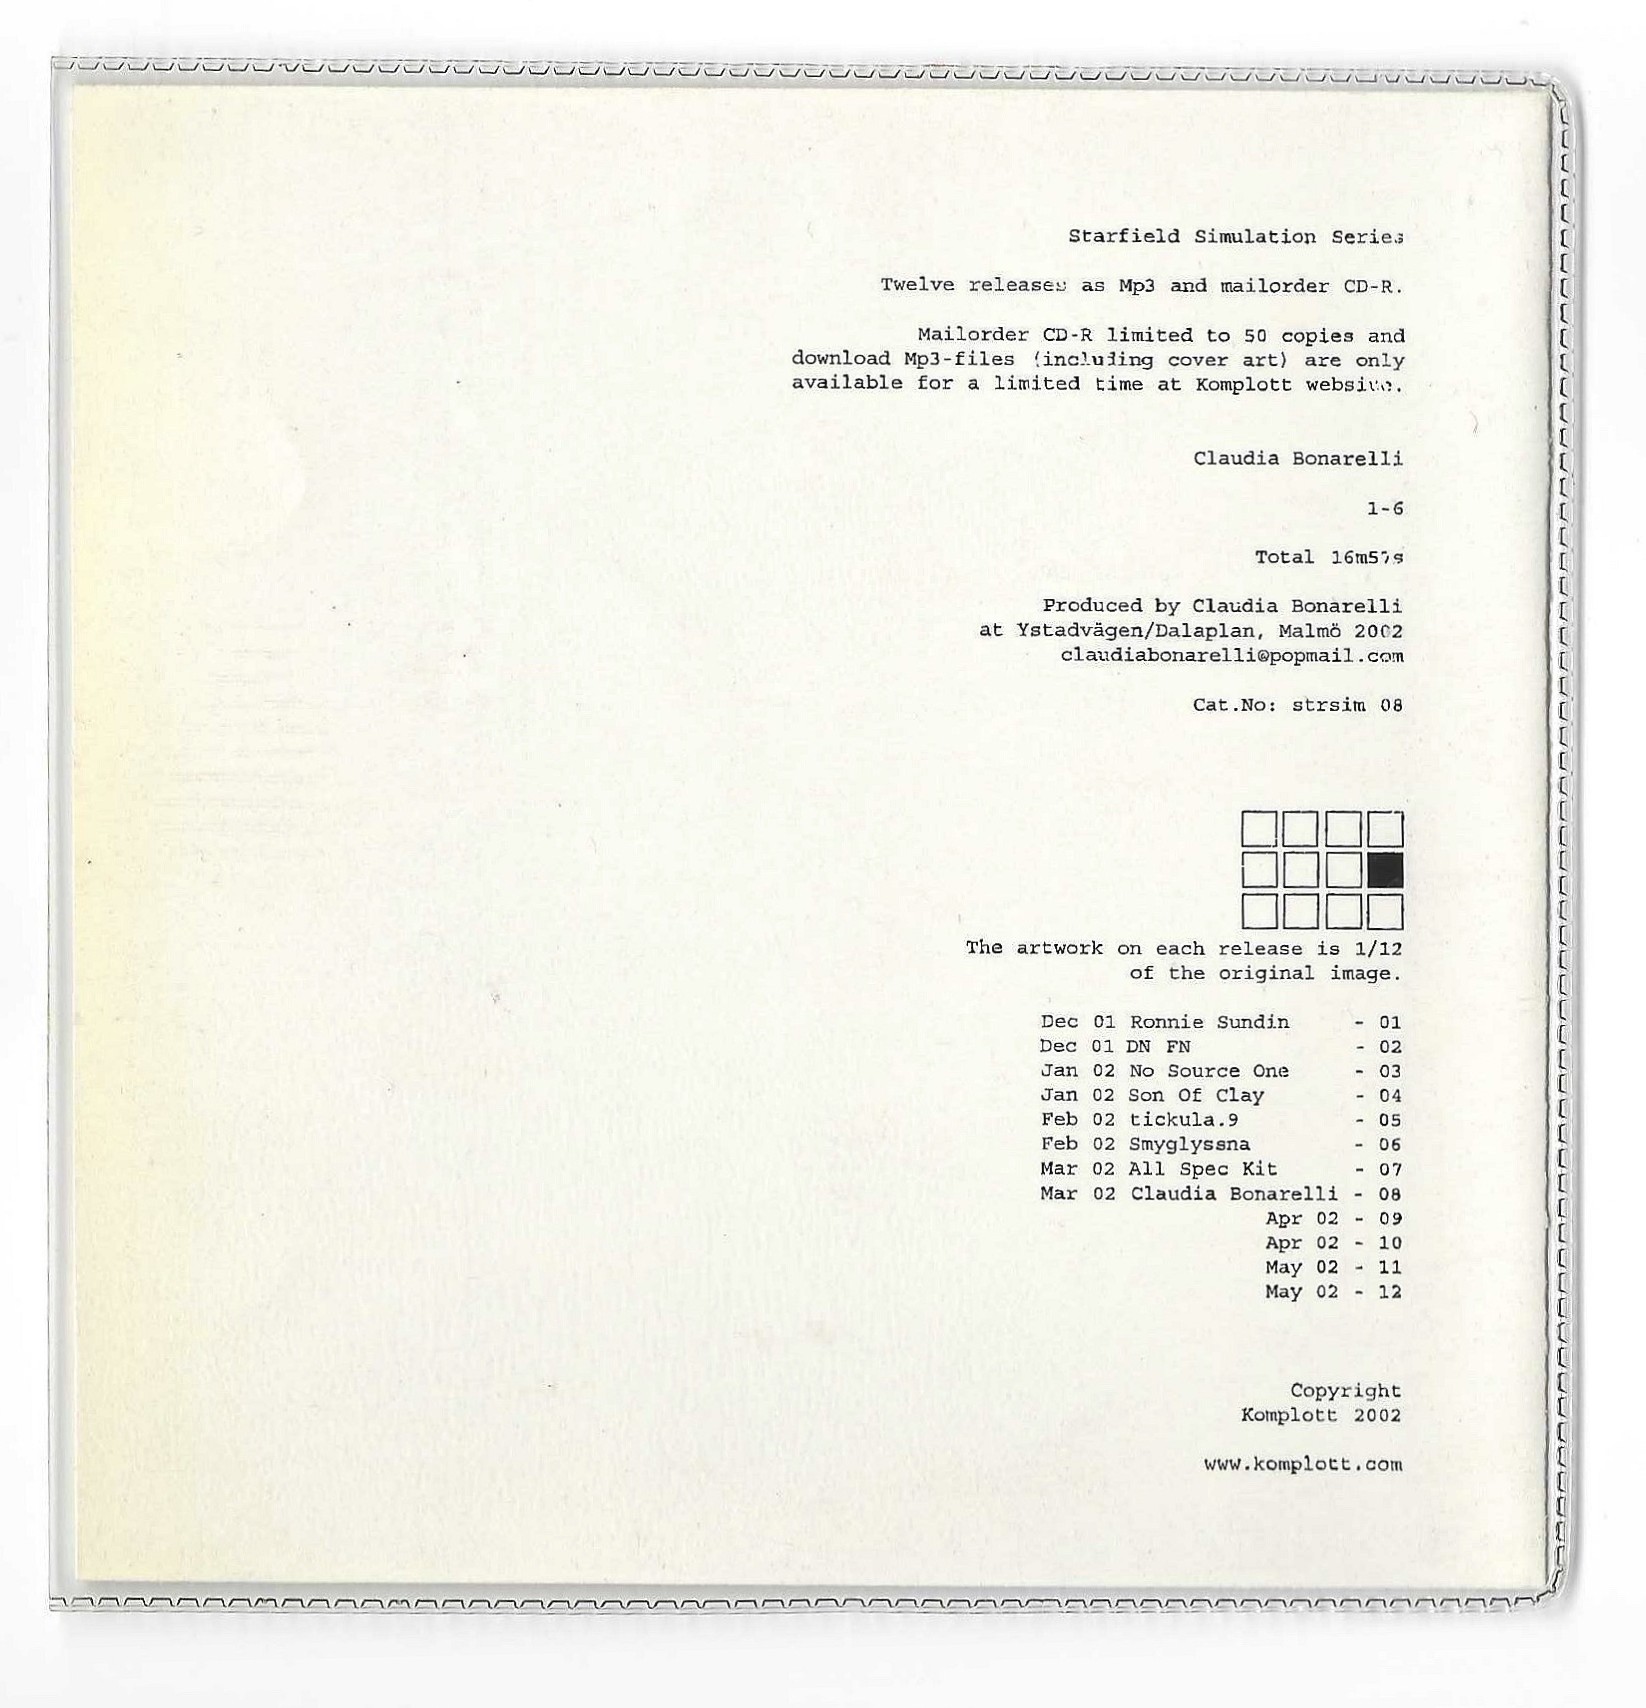 Starfield Simulation Series
Twelve releases as Mp3 and mailorder CD-R.
Mailorder CD-R limited to 50 copies and
download Mp3-files (including cover art) are only
available for a limited time at Komplott website.
Claudia Bonarelli
1-6
Total
Produced by Claudia Bonarelli
at Ystadvägen/Dalaplan, Malmö 2002
claudiabonarelli@popmail.com
Cat.No: strsim 08
The artwork on each release is 1/12
of the original image.
Dec 01 Ronnie Sundin - 01
Dec 01 DN FN - 02
Jan 02 No Source One - 03
Jan 02 Son Of Clay - 04
Feb 02 tickula.9 - 05
Feb 02 Smyglyssna - 06
Mar 02 All Spec Kit - 07
Mar 02 Claudia Bonarelli - 08
Apr 02 - 09
Apr 02 - 10
May 02 - 11
May 02 - 12
Copyright
Komplott 2002
www.komplott.com